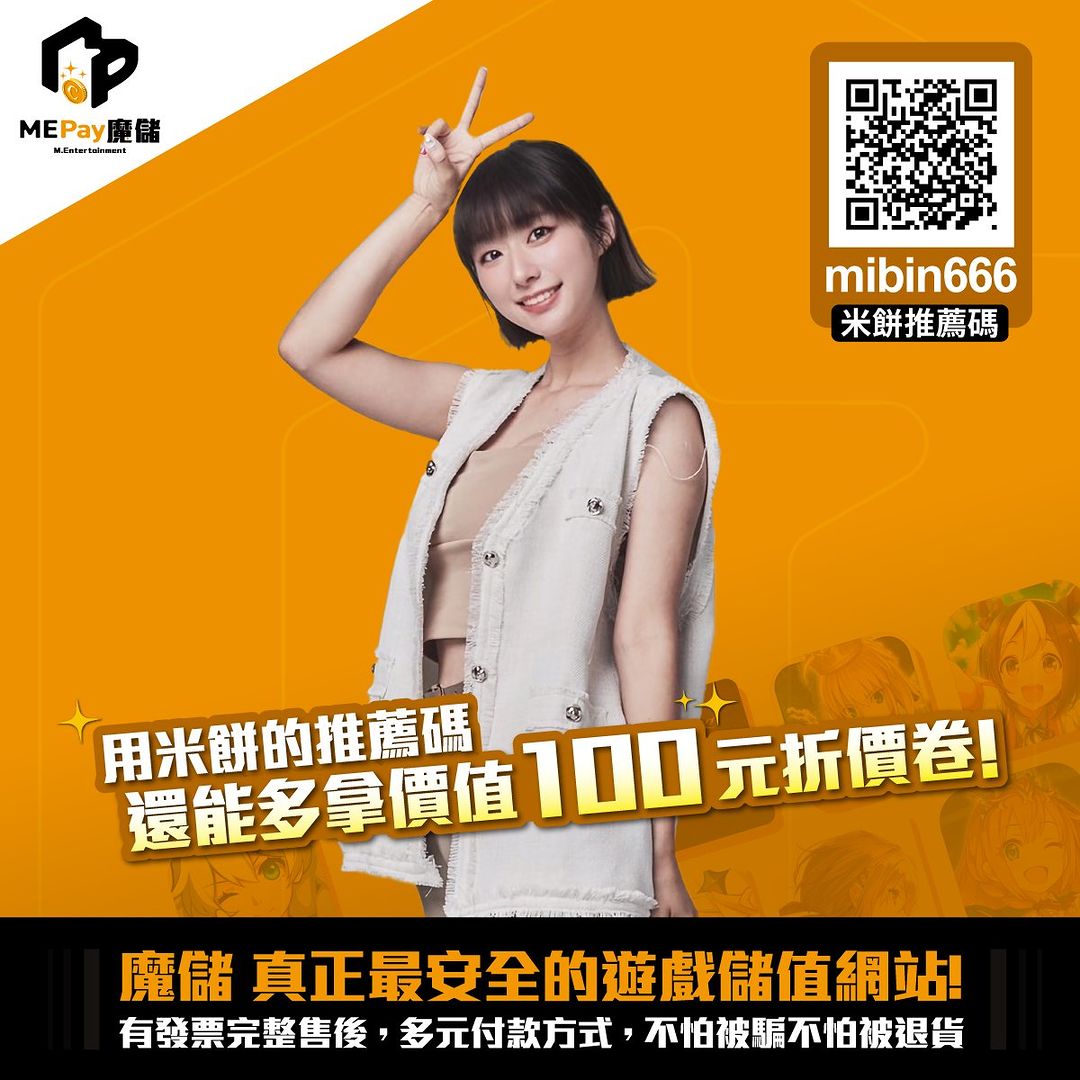 MEPay魔儲
M.Entertainment
mibin666
米餅推薦碼
用米餅的推薦碼
還能多拿價值100元折價卷!
魔儲 真正最安全的遊戲儲值網站!
有發票完整售後，多元付款方式，不怕被騙不怕被退貨